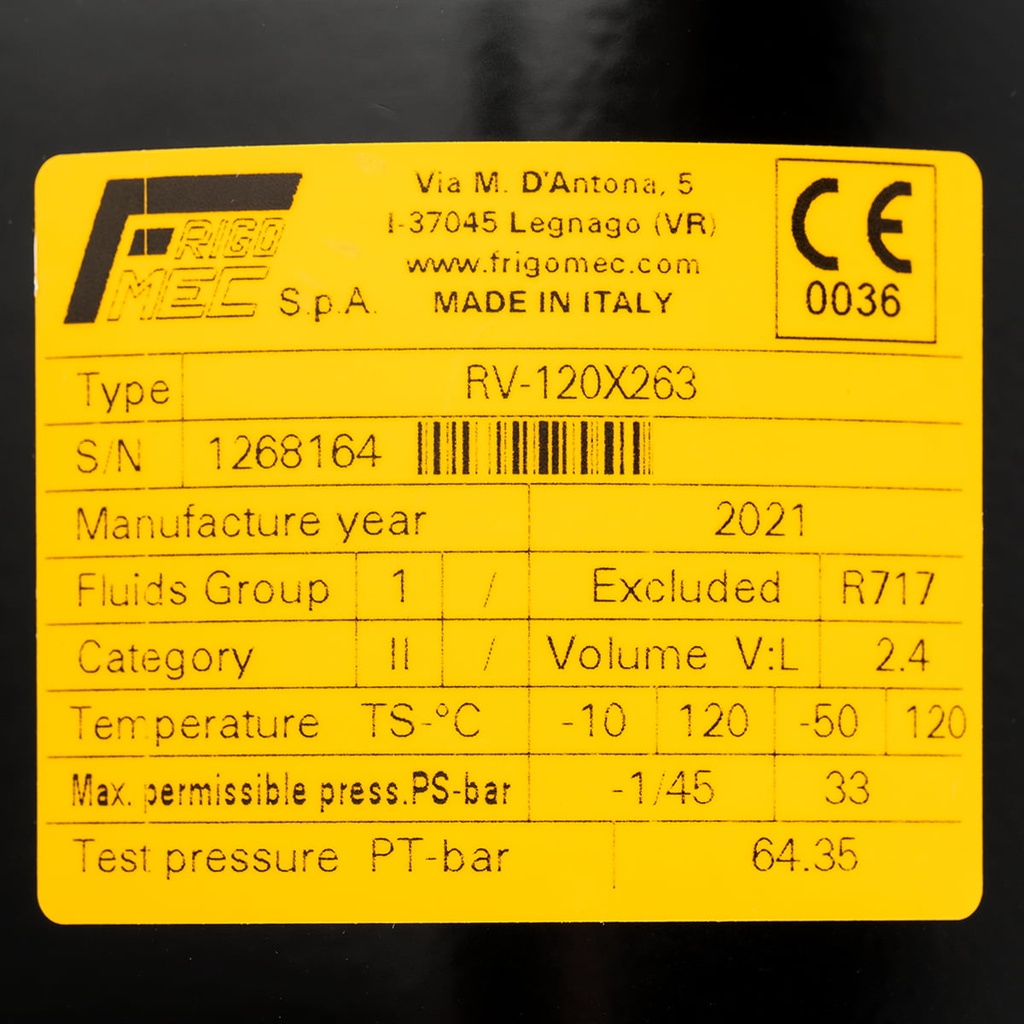 FRIGO
MEC S.p.A.
Via M. D'Antona, 5
I-37045 Legnago (VR)
www.frigomec.com
MADE IN ITALY
CE
0036
Type RV-120X263
S/N 1268164
Manufacture year 2021
Fluids Group 1 / Excluded R717
Category II / Volume V:L 2.4
Temperature TS-°C -10 120 -50 120
Max. permissible press.PS-bar -1/45 33
Test pressure PT-bar 64.35